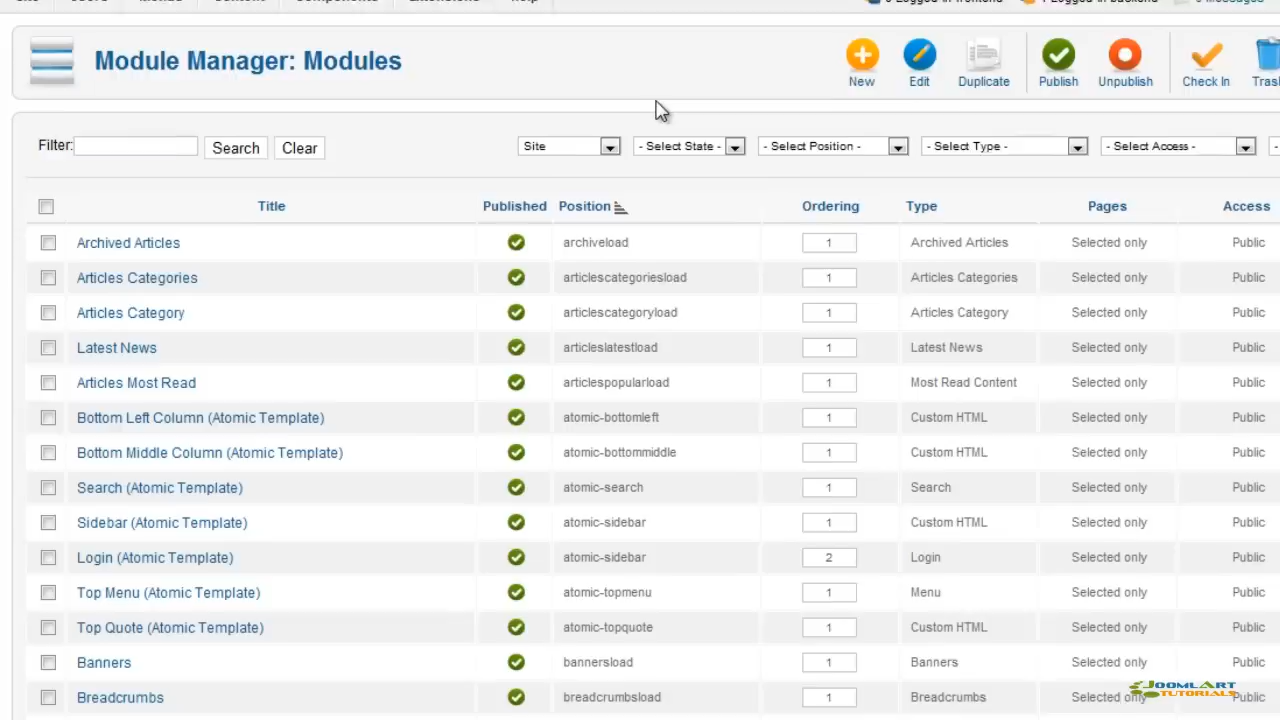 Module Manager: Modules
New Edit Duplicate Publish Unpublish Check In
Filter: Search Clear Site - Select State - - Select Position - - Select Type - - Select Access -
Title Published Position Ordering Type Pages Access
Archived Articles archiveload 1 Archived Articles Selected only Public
Articles Categories articlescategoriesload 1 Articles Categories Selected only Public
Articles Category articlescategoryload 1 Articles Category Selected only Public
Latest News articleslatestload 1 Latest News Selected only Public
Articles Most Read articlespopularload 1 Most Read Content Selected only Public
Bottom Left Column (Atomic Template) atomic-bottomleft 1 Custom HTML Selected only Public
Bottom Middle Column (Atomic Template) atomic-bottommiddle 1 Custom HTML Selected only Public
Search (Atomic Template) atomic-search 1 Search Selected only Public
Sidebar (Atomic Template) atomic-sidebar 1 Custom HTML Selected only Public
Login (Atomic Template) atomic-sidebar 2 Login Selected only Public
Top Menu (Atomic Template) atomic-topmenu 1 Menu Selected only Public
Top Quote (Atomic Template) atomic-topquote 1 Custom HTML Selected only Public
Banners bannersload 1 Banners Selected only Public
Breadcrumbs breadcrumbsload 1 Breadcrumbs Selected only Public
JOOMLART
TUTORIALS